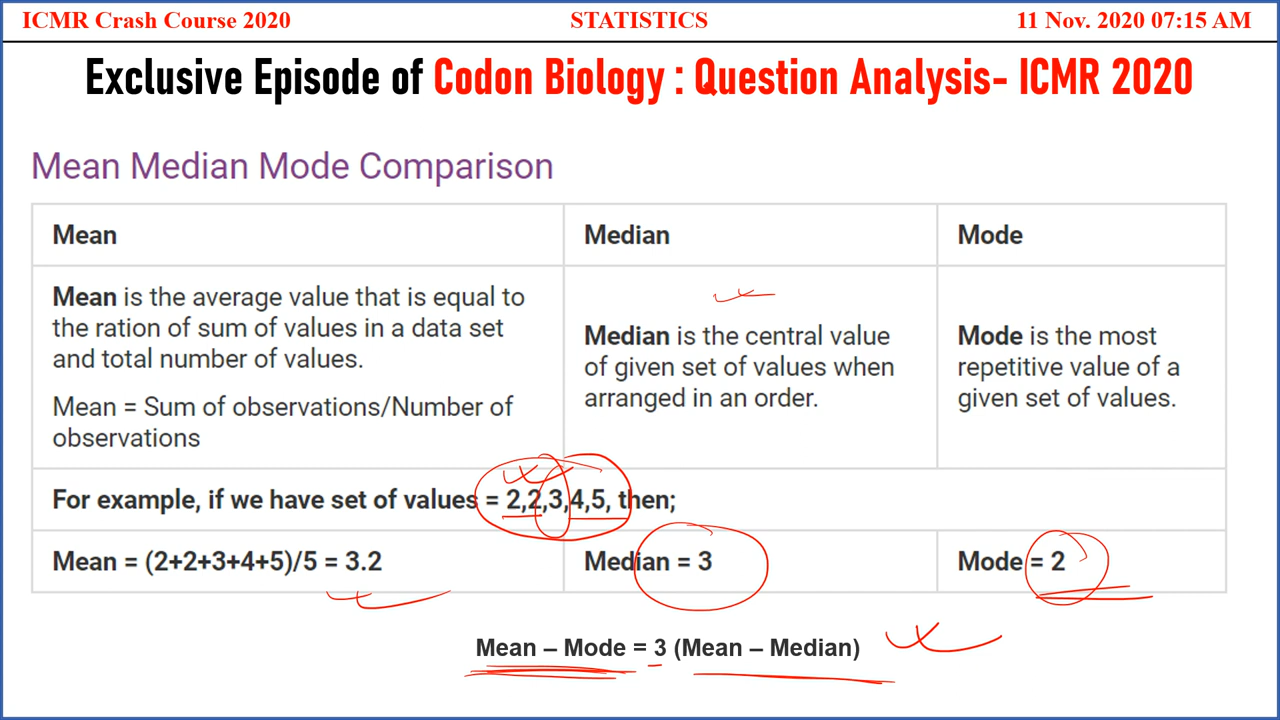 ICMR Crash Course 2020 STATISTICS 11 Nov. 2020 07:15 AM
Exclusive Episode of Codon Biology : Question Analysis- ICMR 2020
Mean Median Mode Comparison
Mean Median Mode
Mean is the average value that is equal to
the ration of sum of values in a data set
and total number of values.
Mean = Sum of observations/Number of
observations
Median is the central value
of given set of values when
arranged in an order.
Mode is the most
repetitive value of a
given set of values.
For example, if we have set of values = 2,2,3,4,5, then;
Mean = (2+2+3+4+5)/5 = 3.2 Median = 3 Mode = 2
Mean – Mode = 3 (Mean – Median)